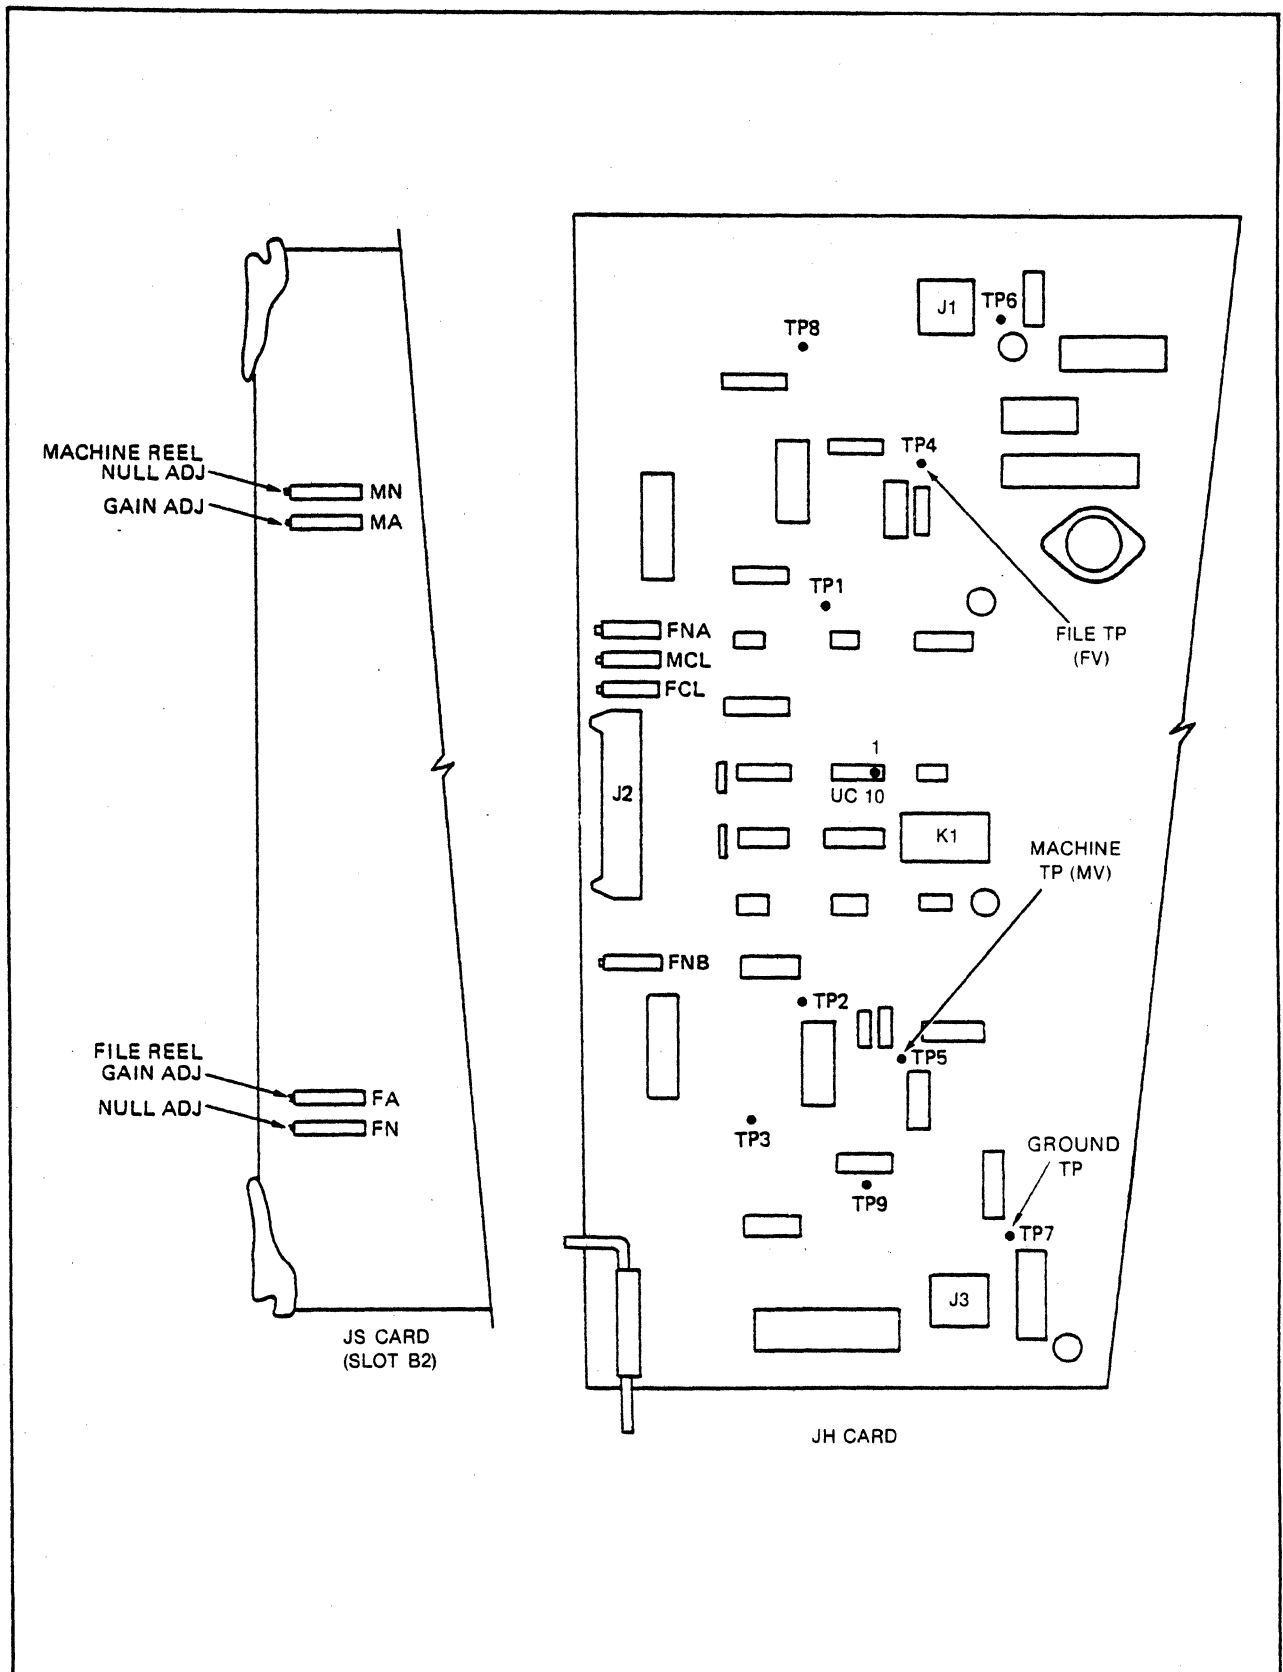 MACHINE REEL
NULL ADJ
GAIN ADJ
MN
MA
FILE REEL
GAIN ADJ
NULL ADJ
FA
FN
JS CARD
(SLOT B2)
J1
TP6
TP8
TP4
TP1
FILE TP
(FV)
FNA
MCL
FCL
J2
1
UC 10
K1
MACHINE
TP (MV)
FNB
TP2
TP5
TP3
GROUND
TP
TP9
TP7
J3
JH CARD